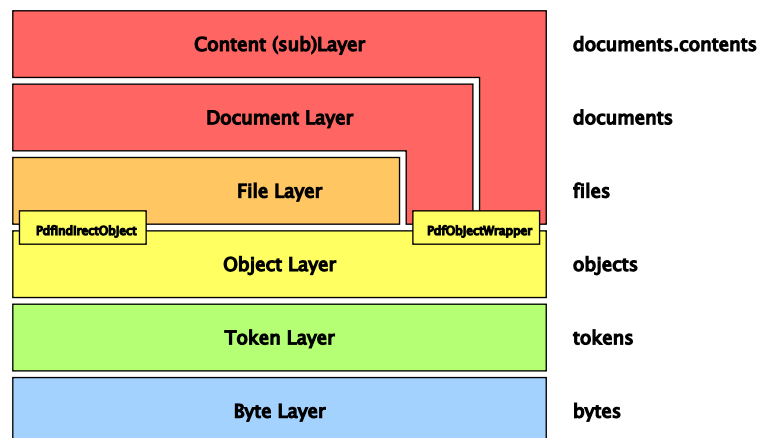 Content (sub)Layer documents.contents
Document Layer documents
File Layer files
PdfIndirectObject PdfObjectWrapper
Object Layer objects
Token Layer tokens
Byte Layer bytes